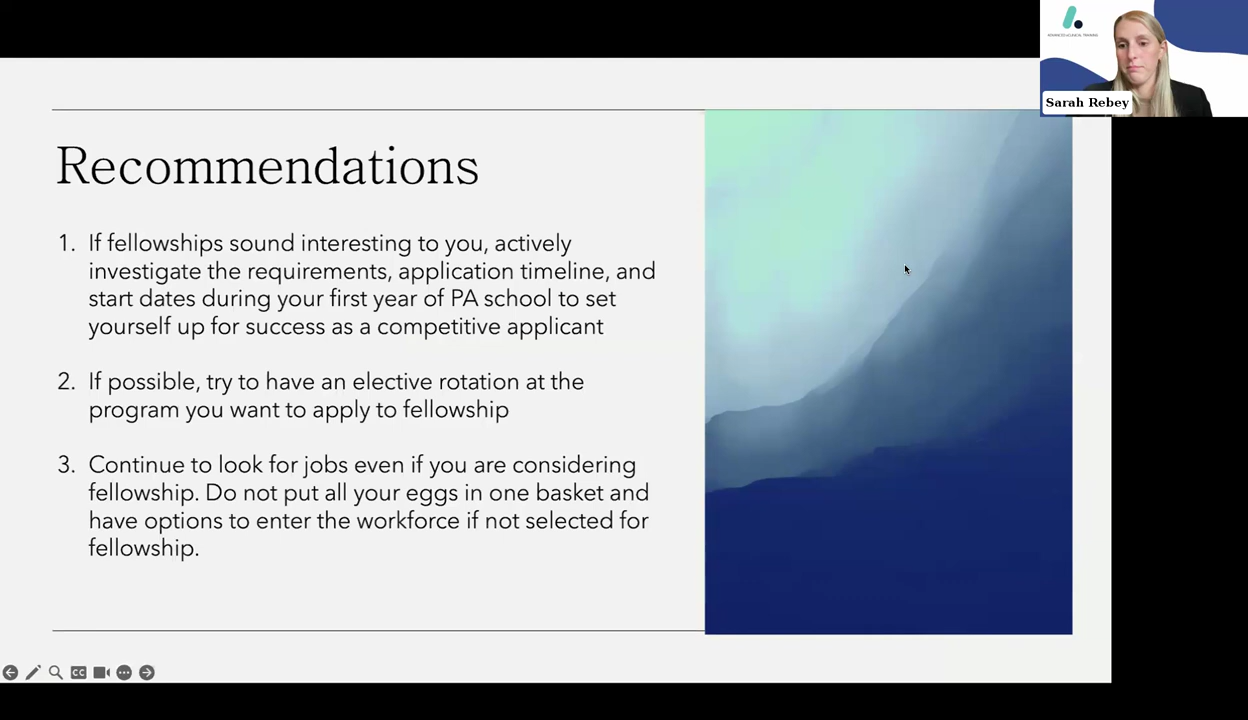 ADVANCED eCLINICAL TRAINING
Sarah Rebey
Recommendations
1. If fellowships sound interesting to you, actively
investigate the requirements, application timeline, and
start dates during your first year of PA school to set
yourself up for success as a competitive applicant
2. If possible, try to have an elective rotation at the
program you want to apply to fellowship
3. Continue to look for jobs even if you are considering
fellowship. Do not put all your eggs in one basket and
have options to enter the workforce if not selected for
fellowship.
CC